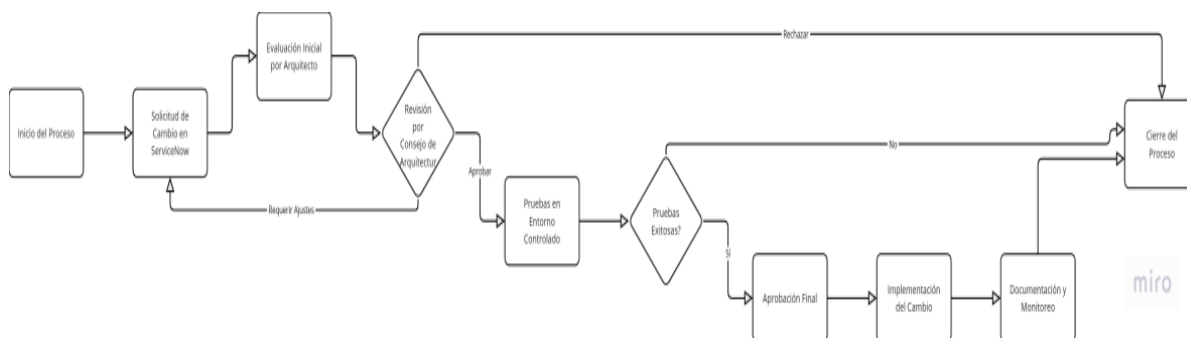 Inicio del Proceso
Solicitud de
Cambio en
ServiceNow
Evaluación Inicial
por Arquitecto
Revisión
por
Consejo de
Arquitectur
Rechazar
Requerir Ajustes
Aprobar
Pruebas en
Entorno
Controlado
Pruebas
Exitosas?
No
Sí
Aprobación Final
Implementación
del Cambio
Documentación y
Monitoreo
Cierre del
Proceso
miro